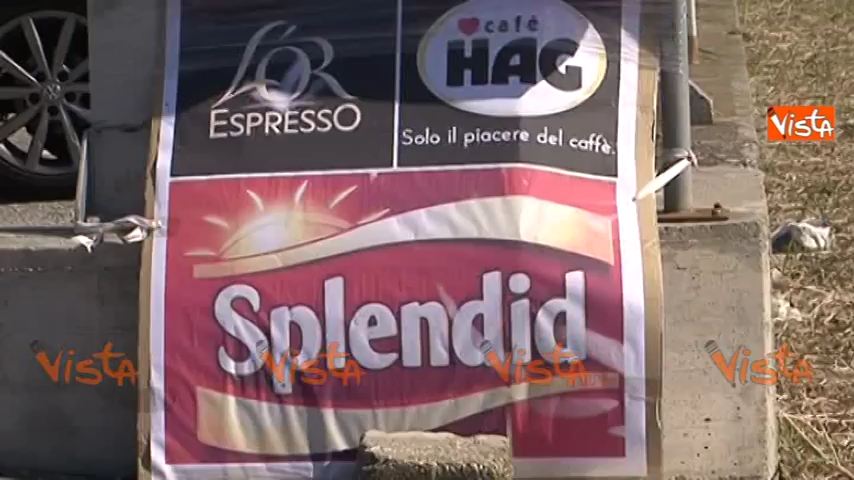 L'OR
ESPRESSO
café
HAG
Solo il piacere del caffè.
VISTA
Splendid
VISTA VISTA VISTA VISTA